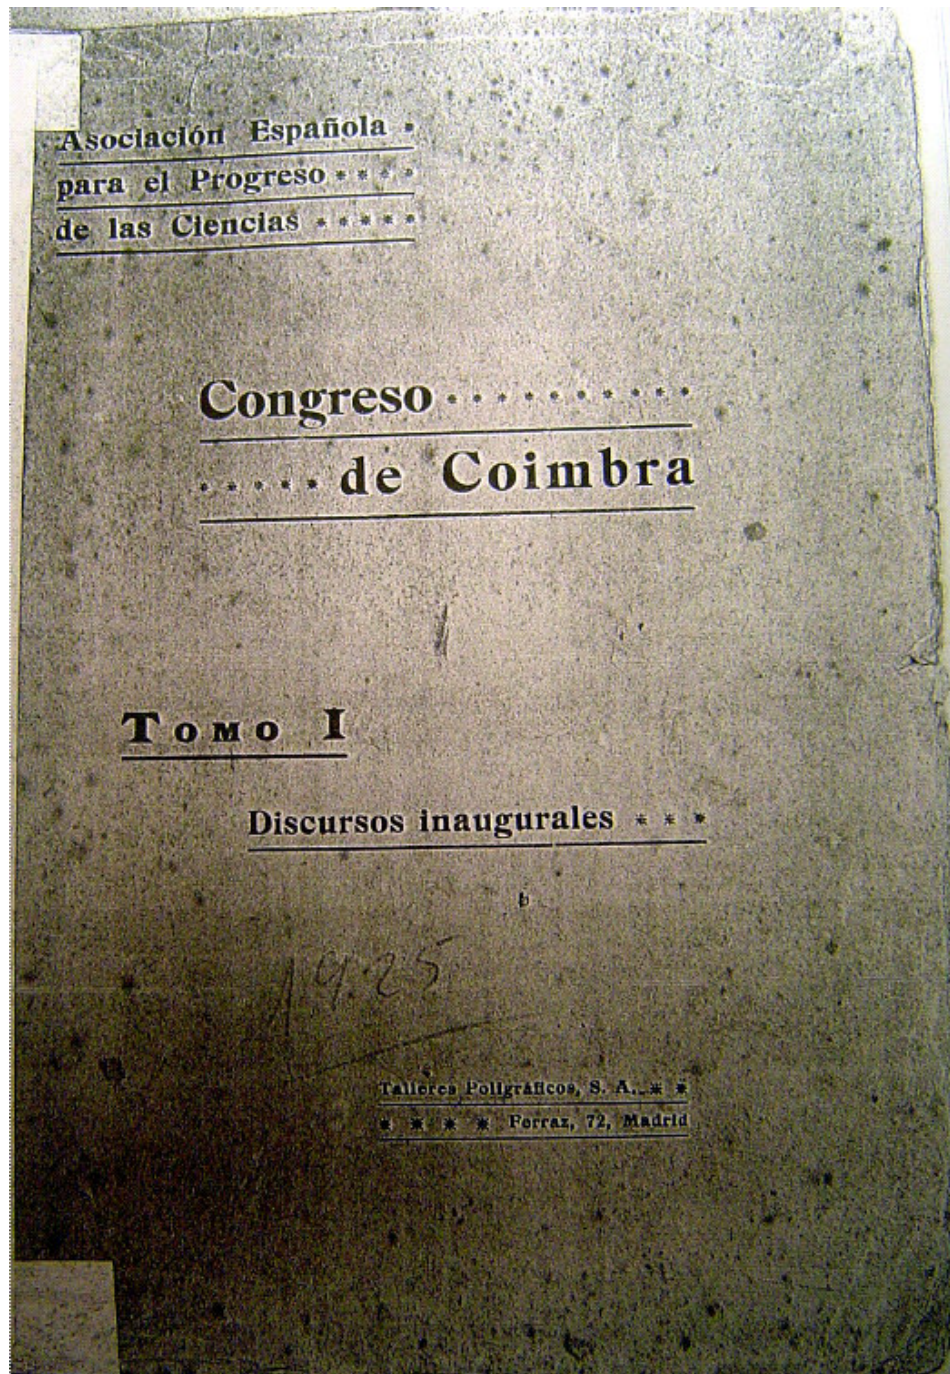 Asociación Española *
para el Progreso * * * *
de las Ciencias * * * * *
Congreso * * * * * * * * * *
* * * * * de Coimbra
Tomo I
Discursos inaugurales * * *
1925
Talleres Poligráficos, S. A. * *
* * * * Ferraz, 72, Madrid